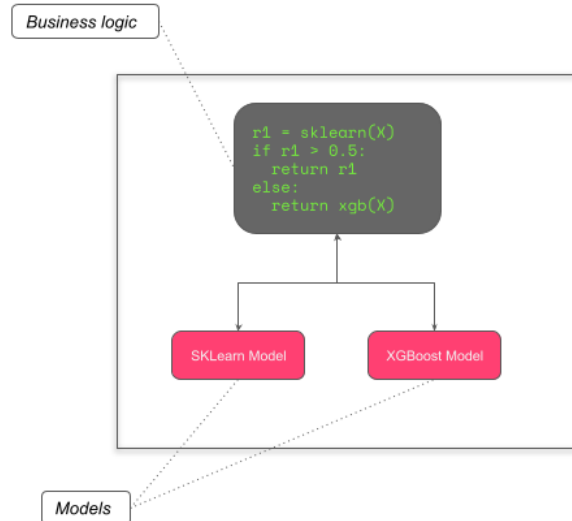 Business logic
r1 = sklearn(X)
if r1 > 0.5:
  return r1
else:
  return xgb(X)
SKLearn Model
XGBoost Model
Models